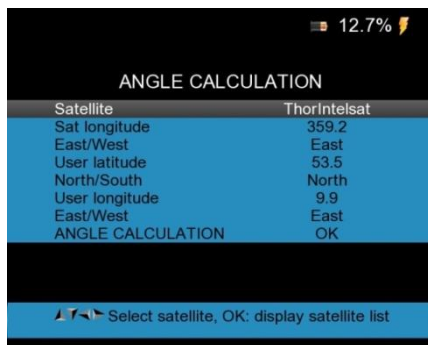 12.7%
ANGLE CALCULATION
Satellite ThorIntelsat
Sat longitude 359.2
East/West East
User latitude 53.5
North/South North
User longitude 9.9
East/West East
ANGLE CALCULATION OK
Select satellite, OK: display satellite list